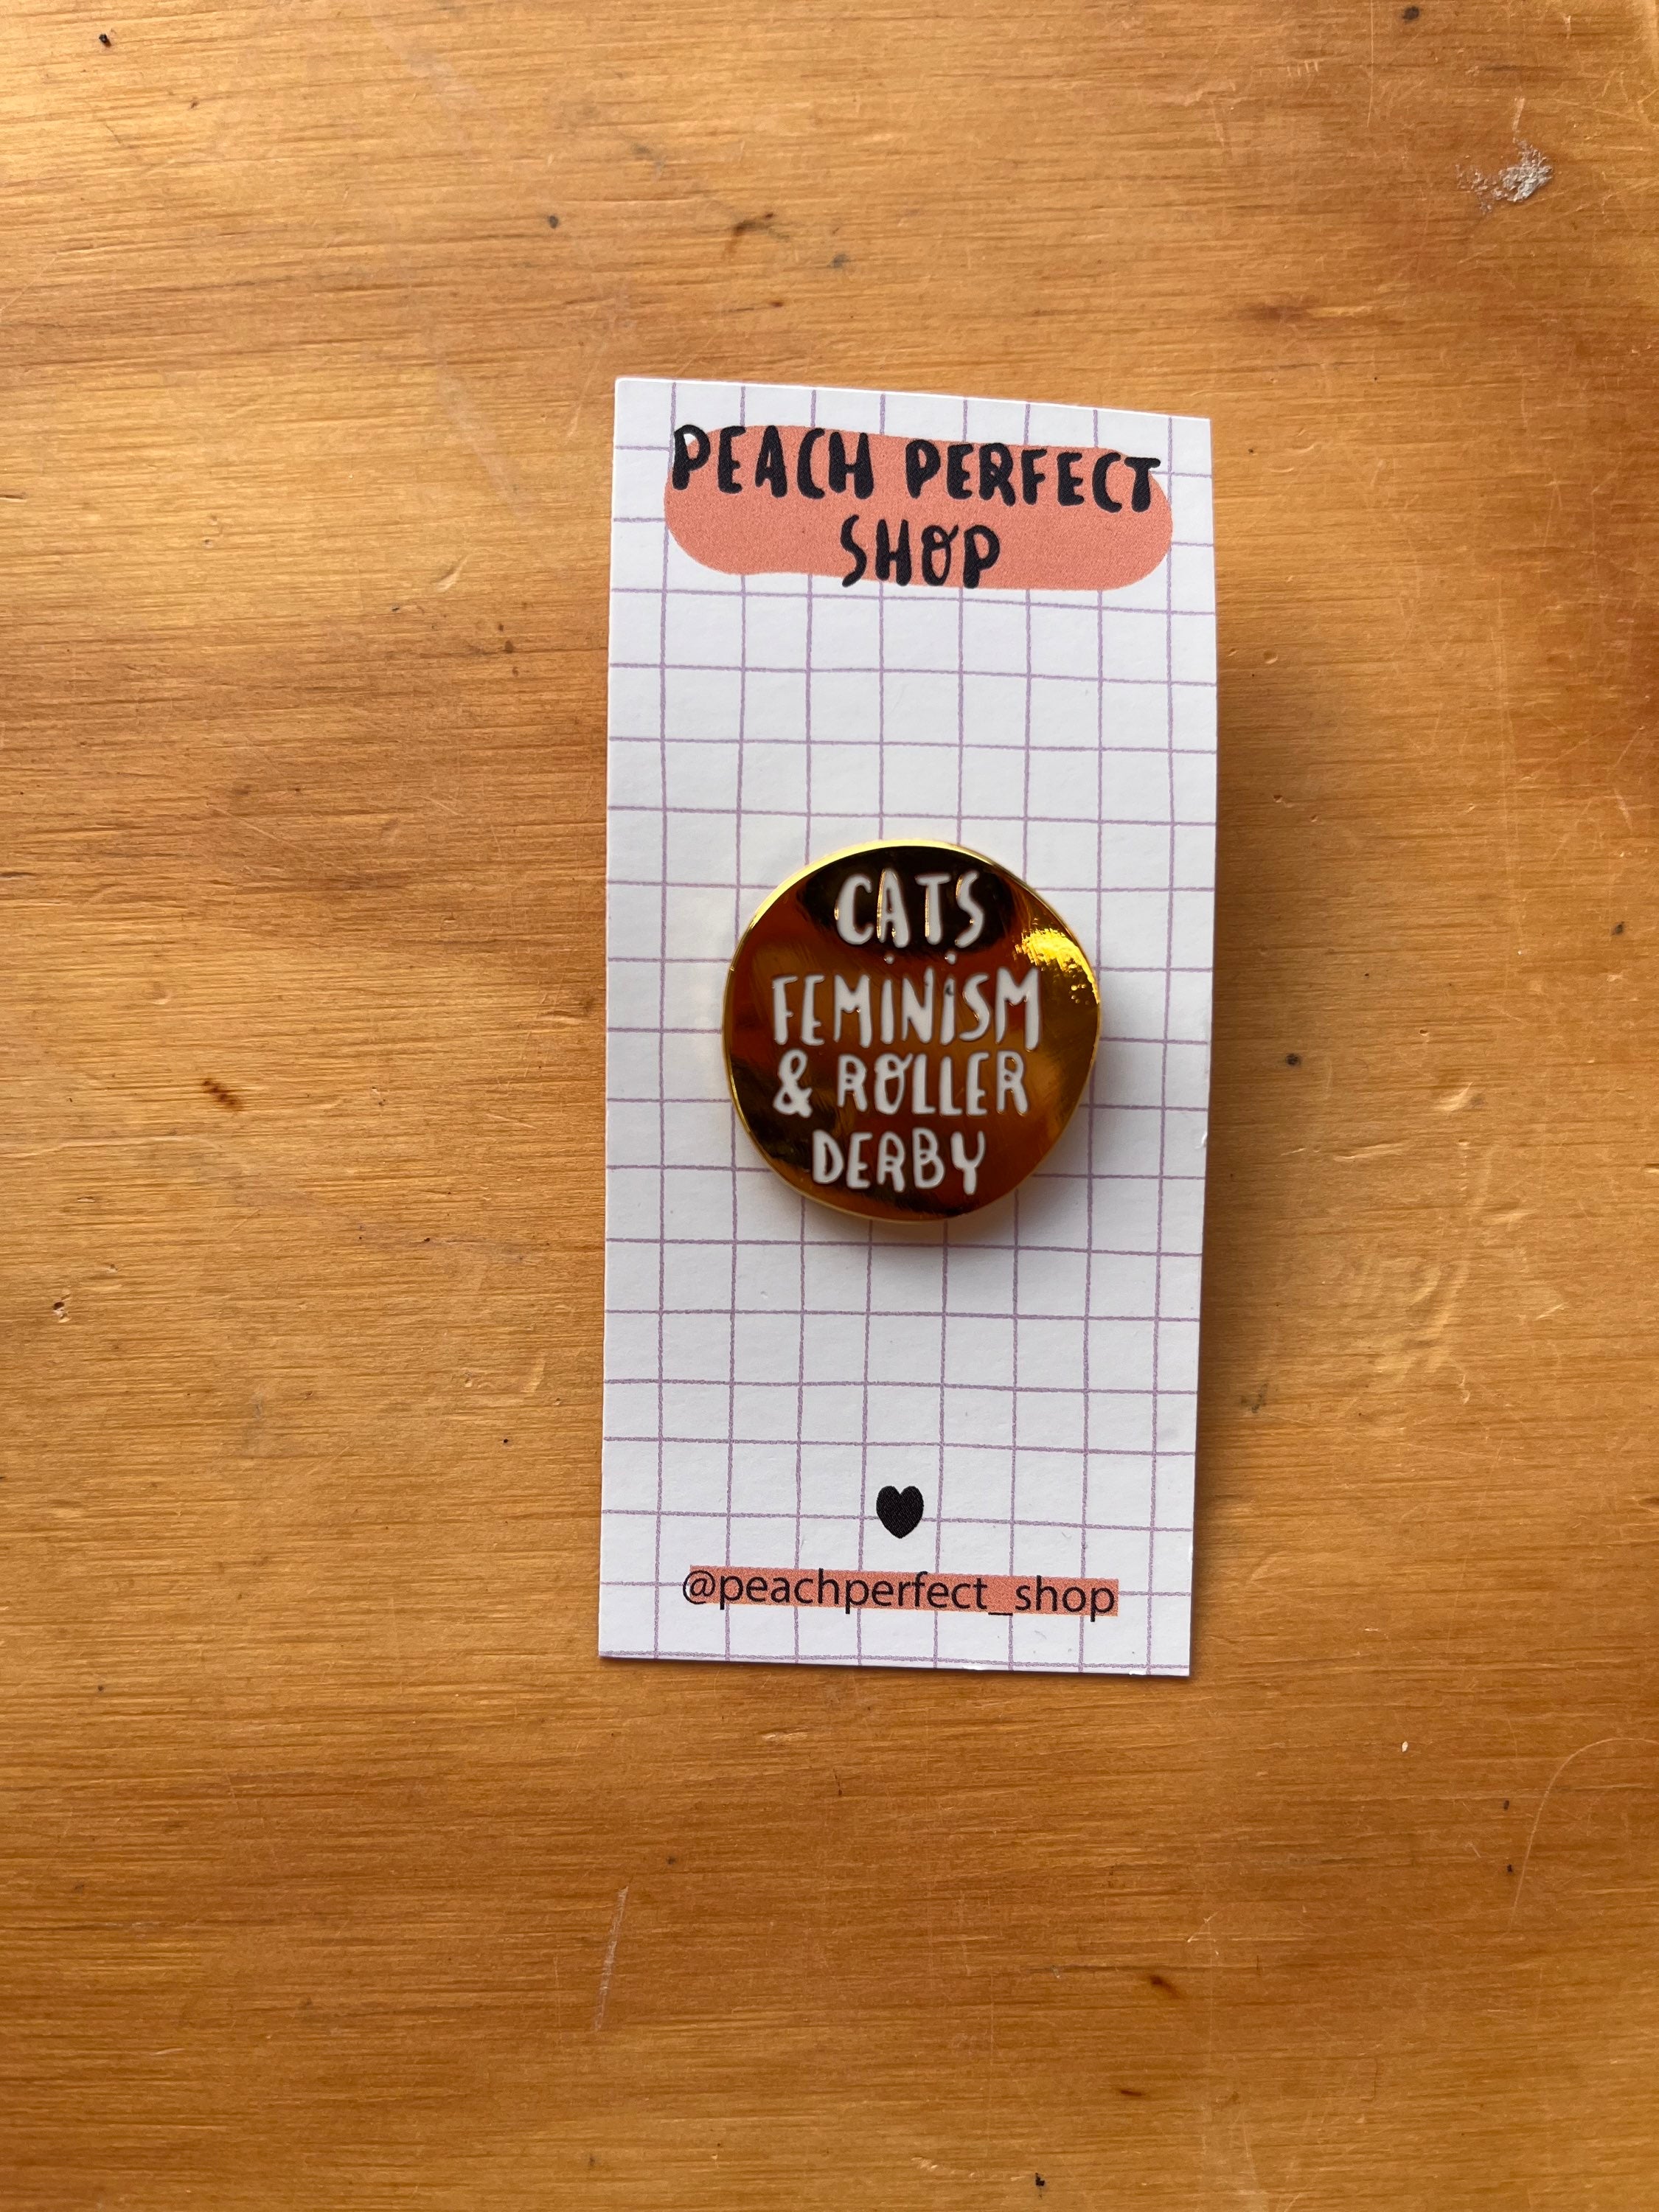 PEACH PERFECT
SHOP
CATS
FEMINISM
& ROLLER
DERBY
@peachperfect_shop